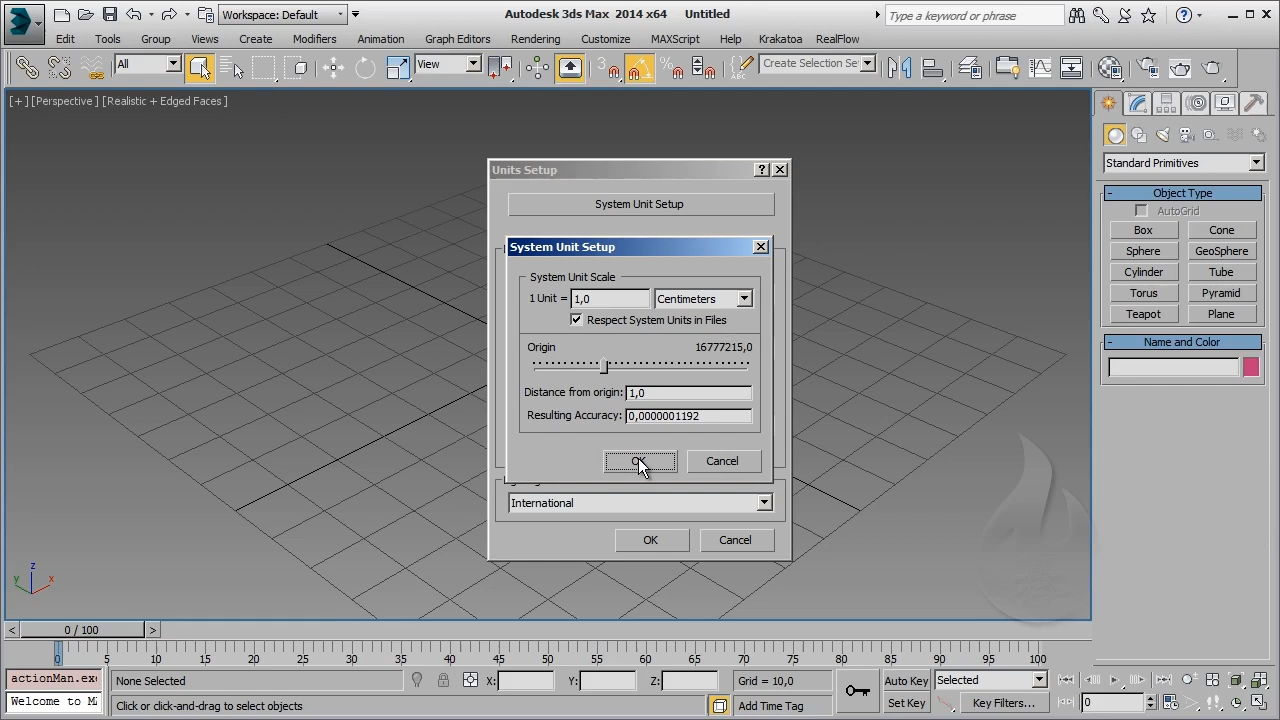 Workspace: Default
Autodesk 3ds Max 2014 x64 Untitled
Type a keyword or phrase
Edit Tools Group Views Create Modifiers Animation Graph Editors Rendering Customize MAXScript Help Krakatoa RealFlow
All
View
3
Create Selection Se
[+] [Perspective] [Realistic + Edged Faces]
Standard Primitives
Object Type
AutoGrid
Box Cone
Sphere GeoSphere
Cylinder Tube
Torus Pyramid
Teapot Plane
Name and Color
Units Setup
System Unit Setup
System Unit Setup
System Unit Scale
1 Unit = 1,0 Centimeters
Respect System Units in Files
Origin 16777215,0
Distance from origin: 1,0
Resulting Accuracy: 0,0000001192
OK Cancel
International
OK Cancel
z
y x
< 0 / 100 >
0 5 10 15 20 25 30 35 40 45 50 55 60 65 70 75 80 85 90 95 100
actionMan.exe
None Selected
X: Y: Z:
Grid = 10,0
Auto Key Selected
Welcome to M
Click or click-and-drag to select objects
Add Time Tag
Set Key Key Filters...
0